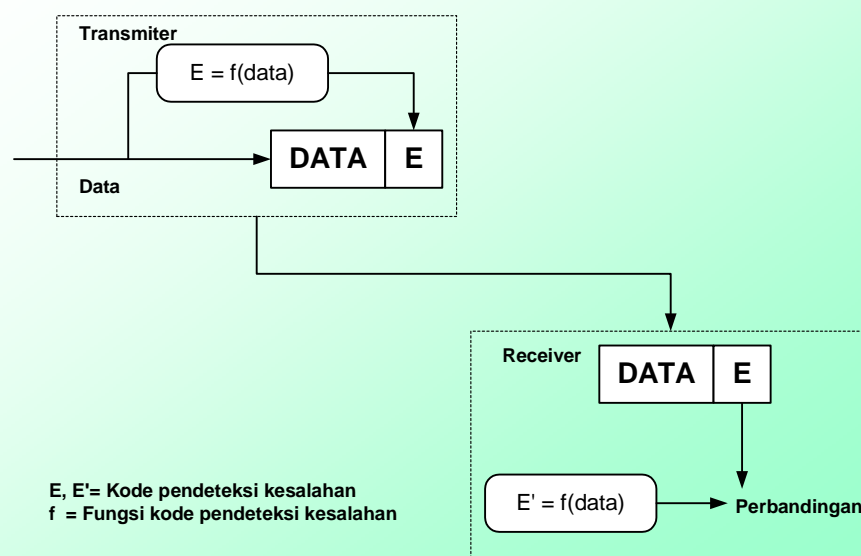 Transmiter
E = f(data)
DATA E
Data
Receiver
DATA E
E' = f(data)
Perbandingan
E, E'= Kode pendeteksi kesalahan
f = Fungsi kode pendeteksi kesalahan